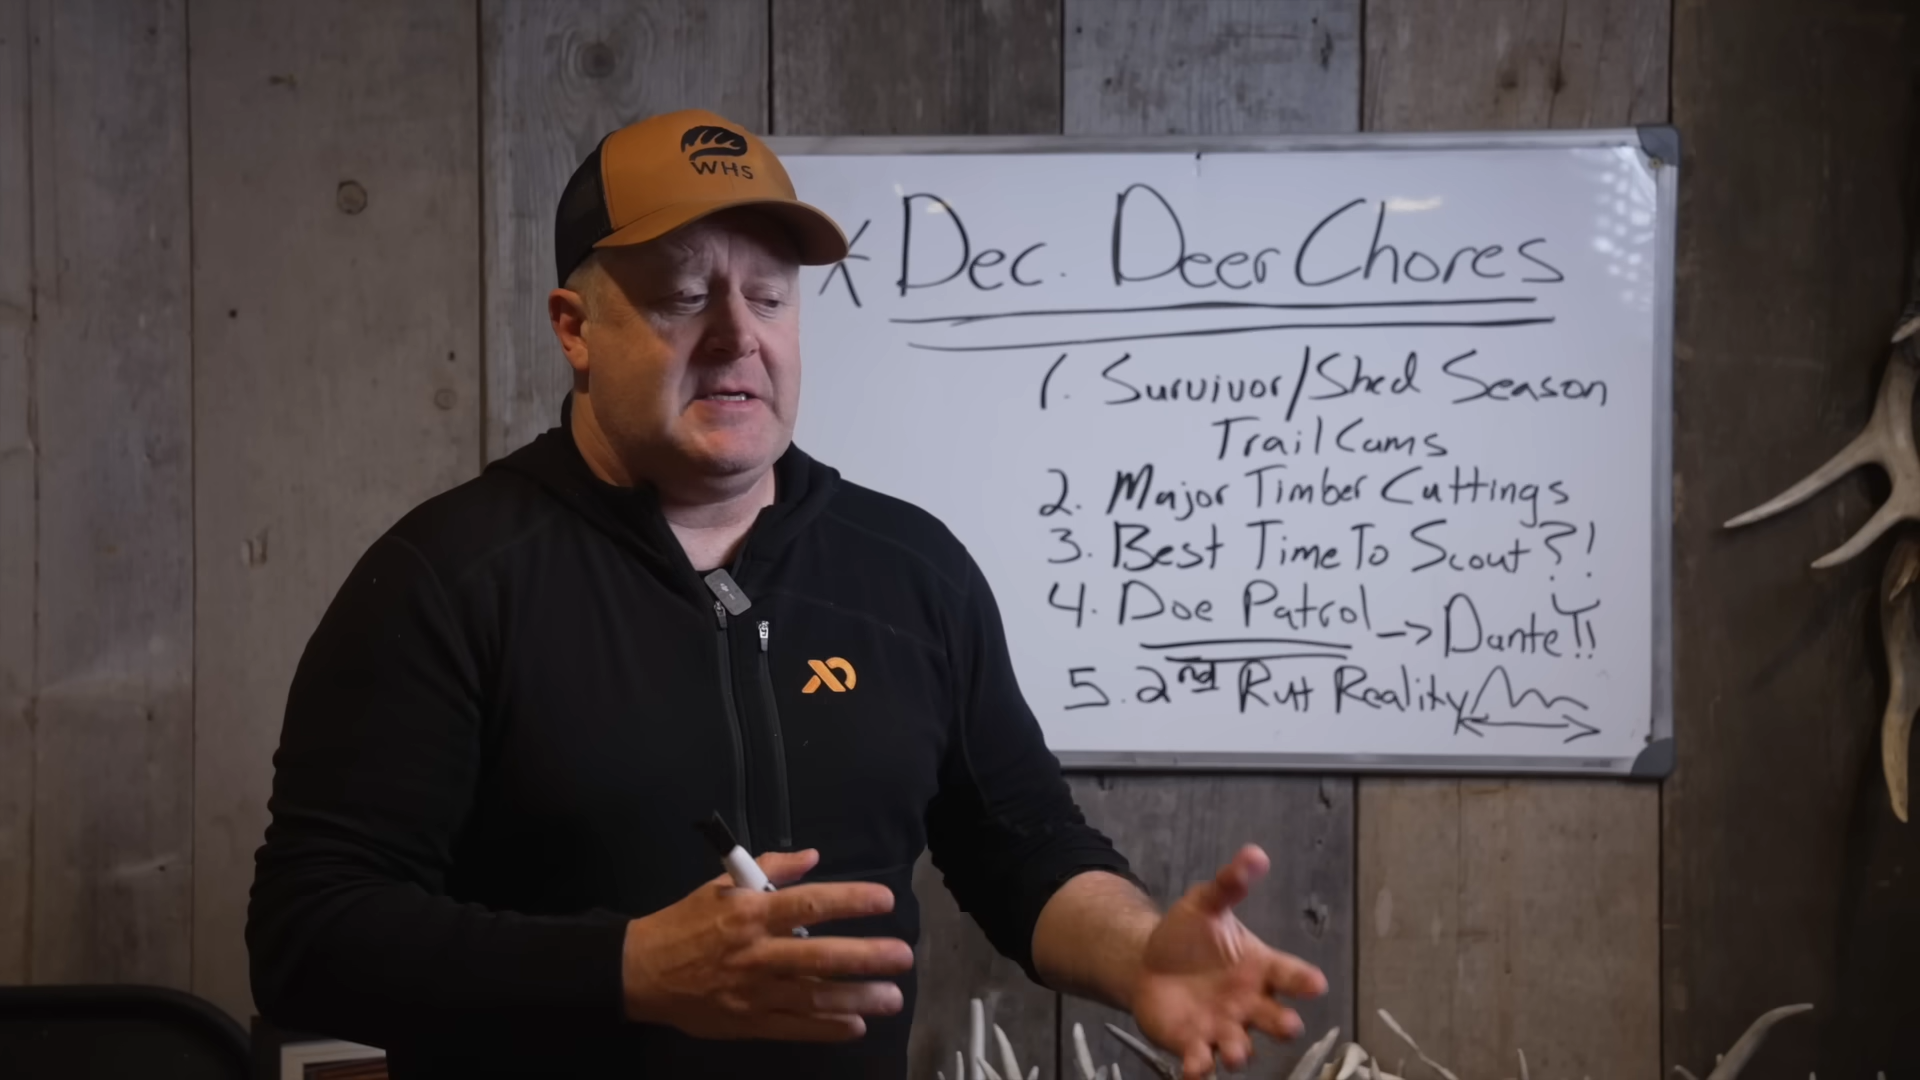 WHS
* Dec. Deer Chores
1. Survivor/Shed Season
Trail Cams
2. Major Timber Cuttings
3. Best Time To Scout?!
4. Doe Patrol -> Dante!!
5. 2nd Rut Reality